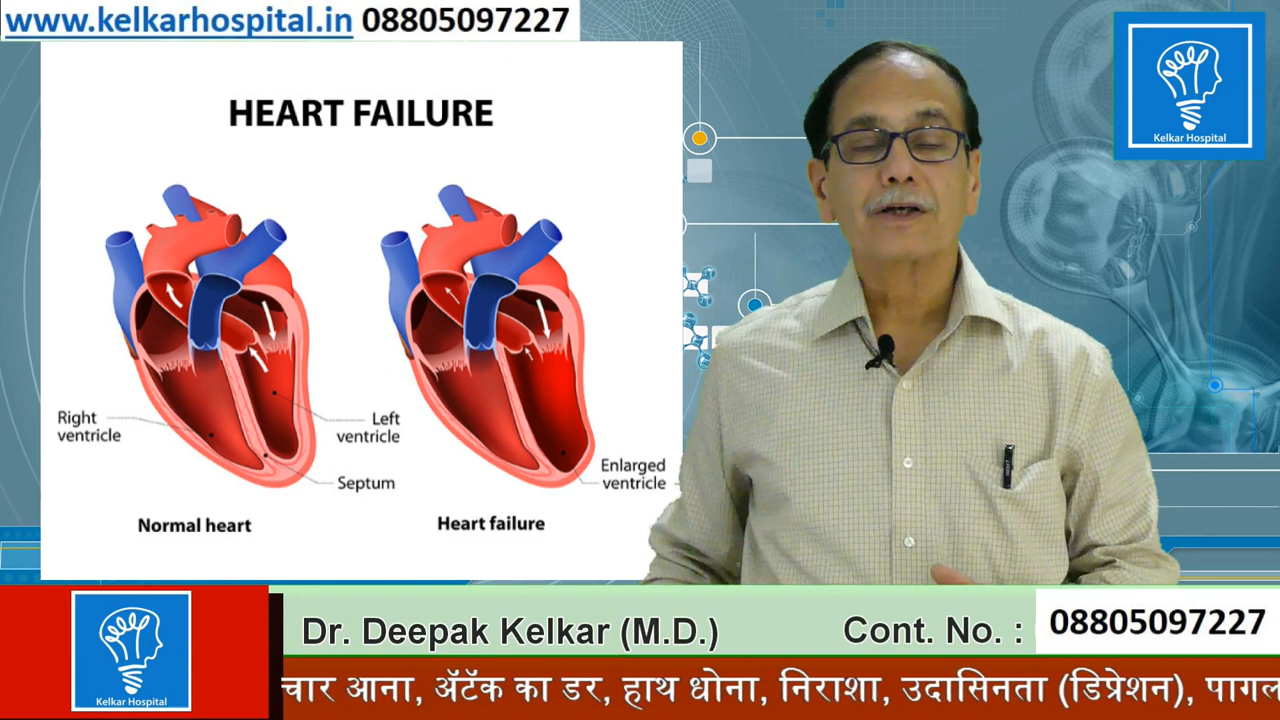 www.kelkarhospital.in 08805097227
Kelkar Hospital
HEART FAILURE
Right
ventricle
Left
ventricle
Septum
Enlarged
ventricle
Normal heart
Heart failure
Kelkar Hospital
Dr. Deepak Kelkar (M.D.) Cont. No. : 08805097227
चार आना, अ‍ॅटॅक का डर, हाथ धोना, निराशा, उदासिनता (डिप्रेशन), पागल